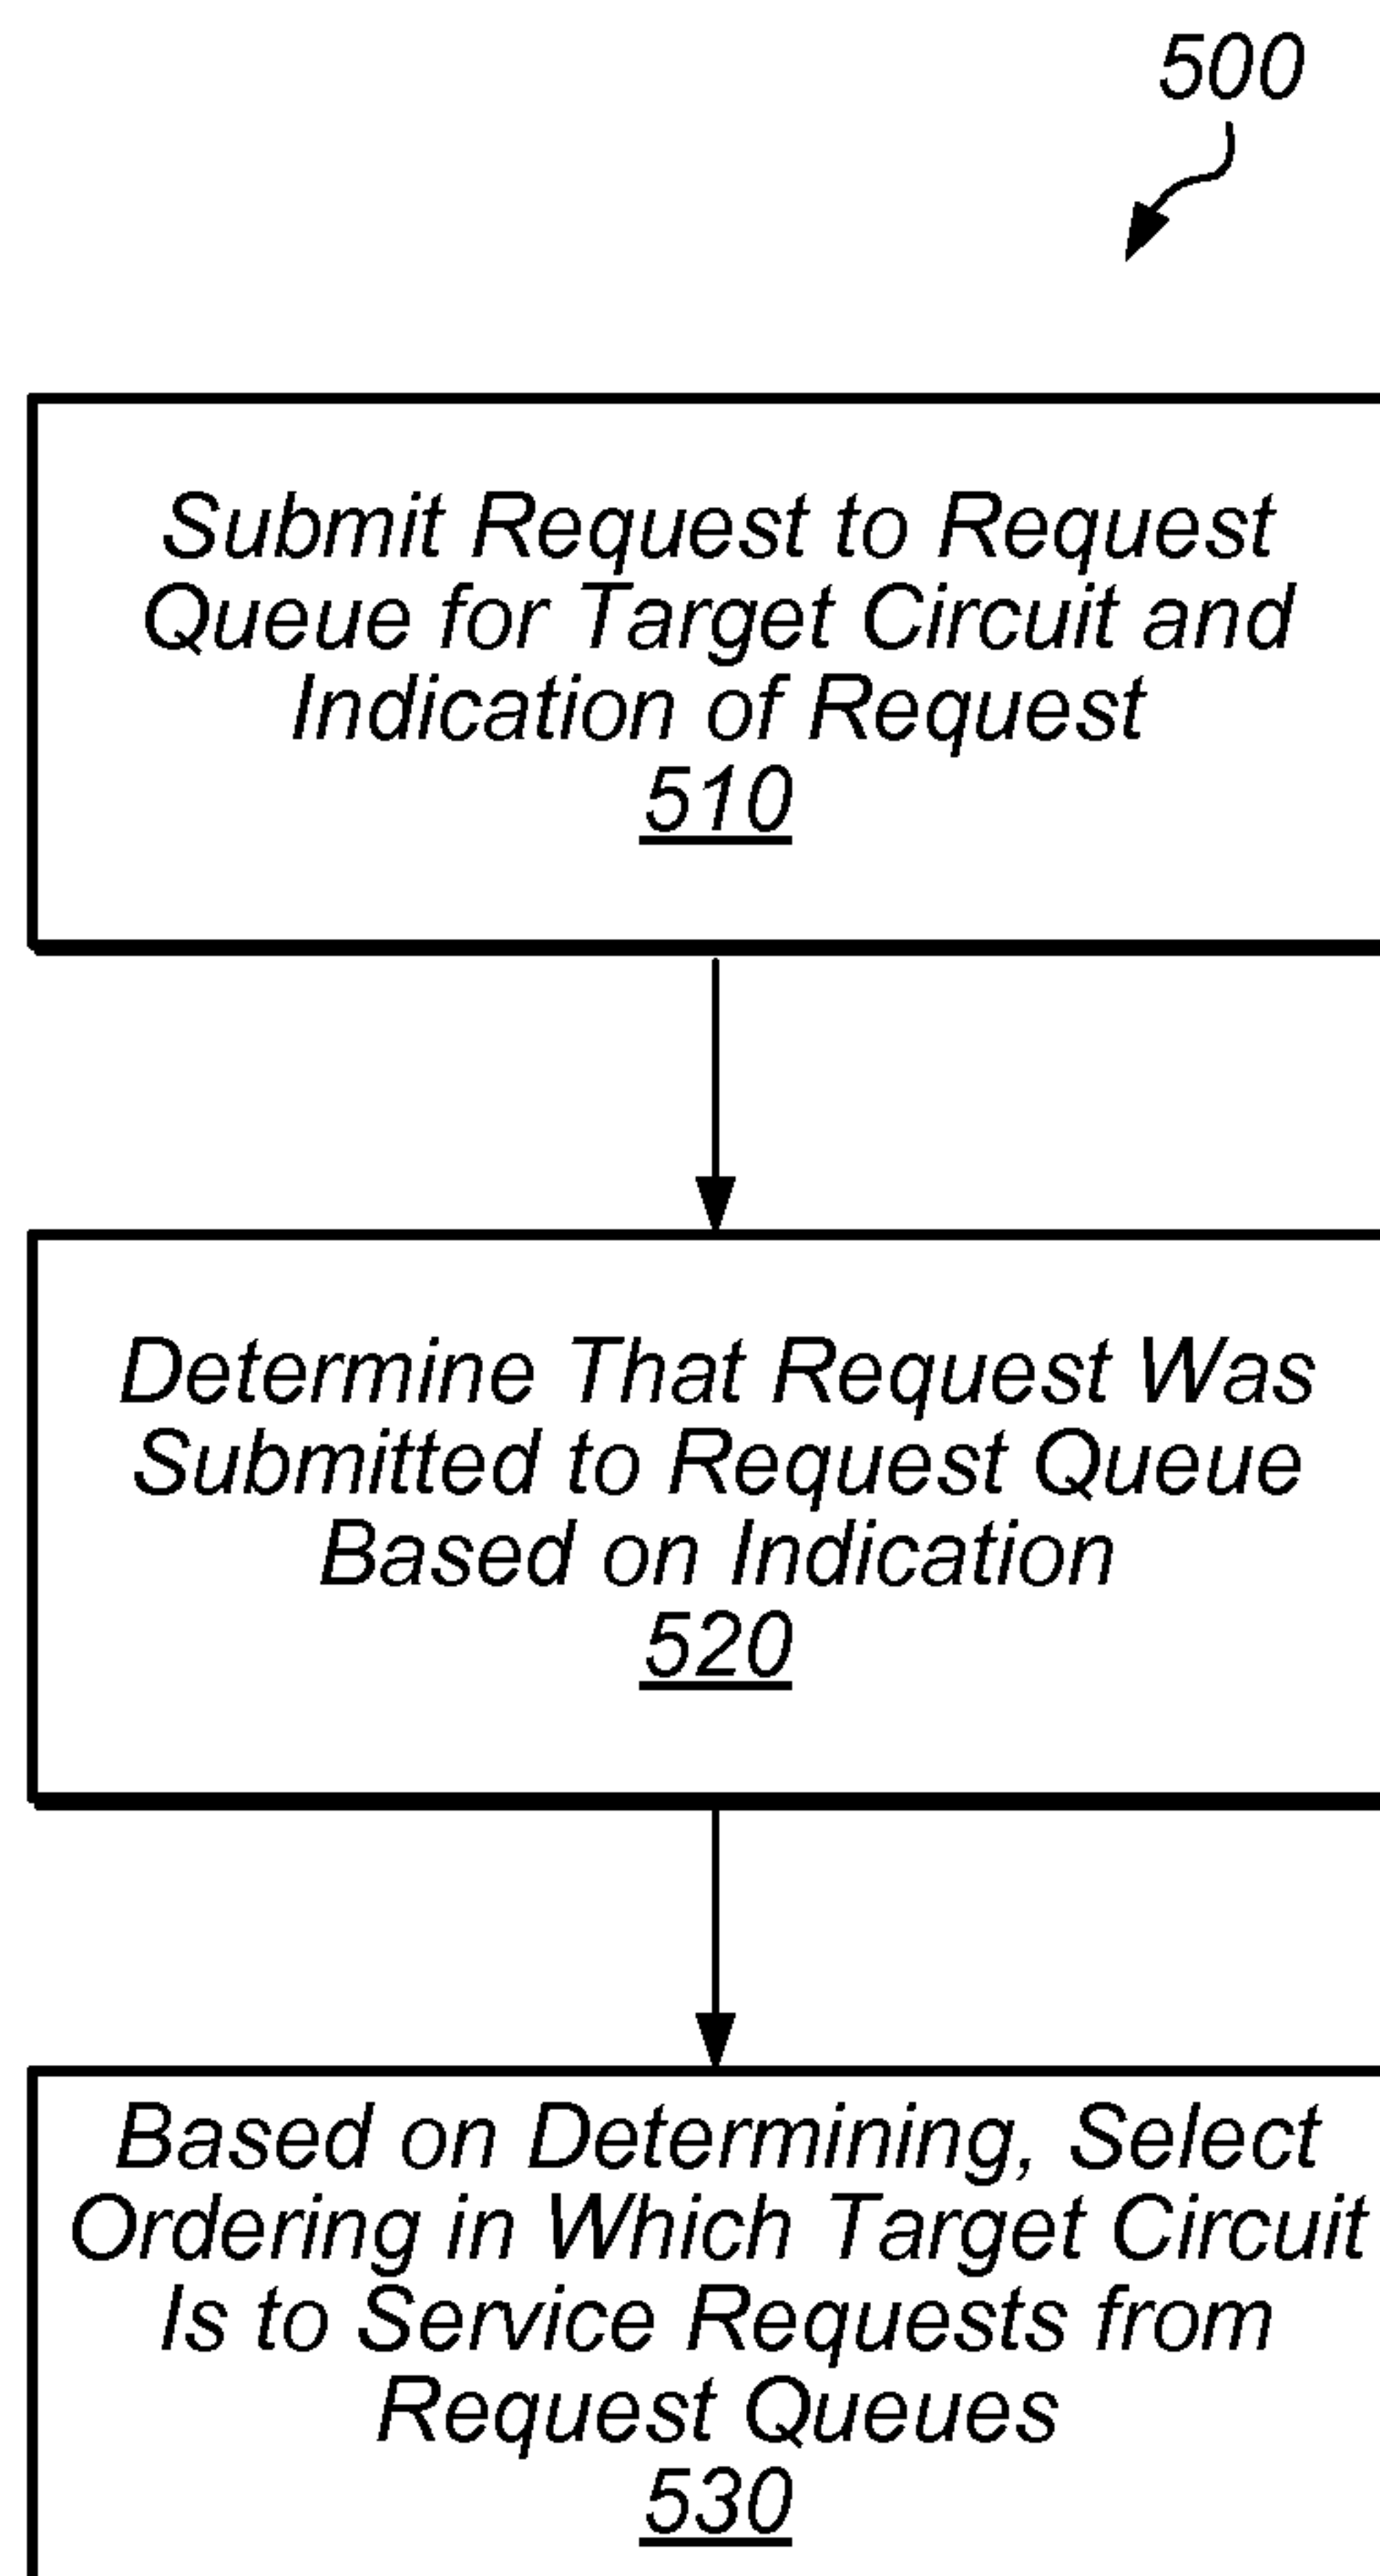 500
Submit Request to Request
Queue for Target Circuit and
Indication of Request
510
Determine That Request Was
Submitted to Request Queue
Based on Indication
520
Based on Determining, Select
Ordering in Which Target Circuit
Is to Service Requests from
Request Queues
530